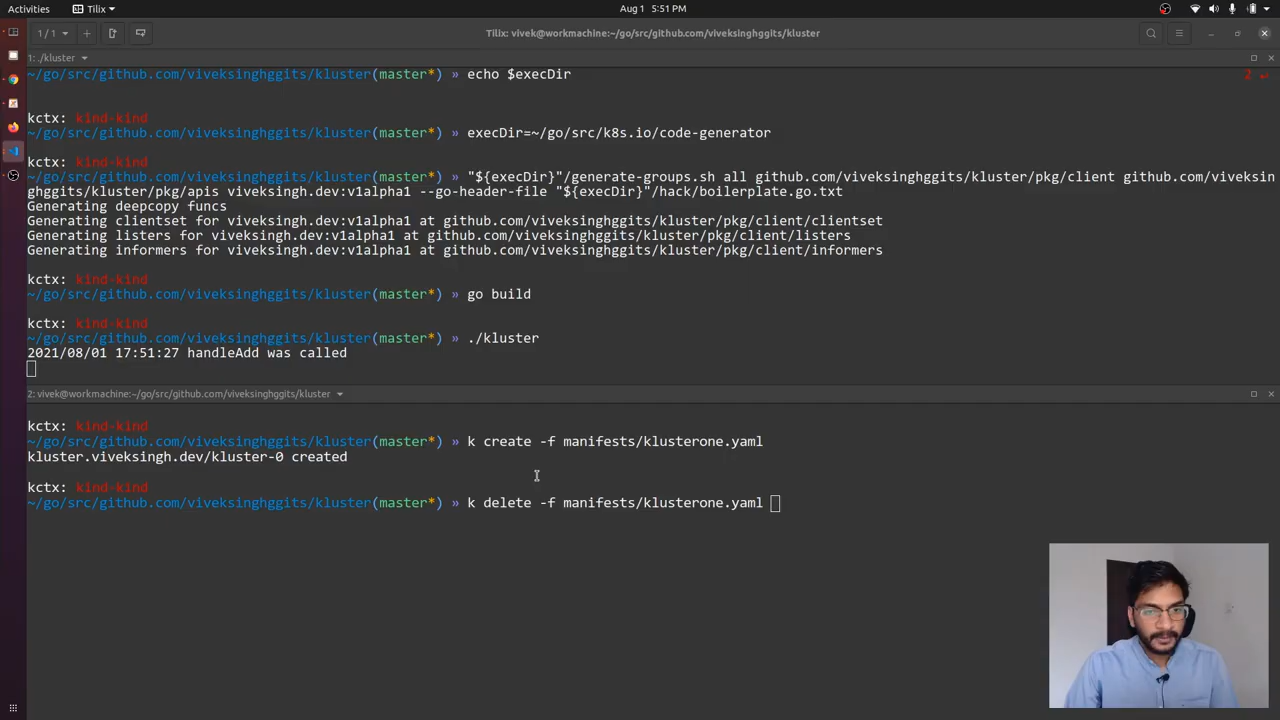 Activities
Tilix
Aug 1 5:51 PM
1 / 1
Tilix: vivek@workmachine:~/go/src/github.com/viveksinghggits/kluster
1: ./kluster
~/go/src/github.com/viveksinghggits/kluster(master*) » echo $execDir
2 ↵
kctx: kind-kind
~/go/src/github.com/viveksinghggits/kluster(master*) » execDir=~/go/src/k8s.io/code-generator
kctx: kind-kind
~/go/src/github.com/viveksinghggits/kluster(master*) » "${execDir}"/generate-groups.sh all github.com/viveksinghggits/kluster/pkg/client github.com/viveksin
ghggits/kluster/pkg/apis viveksingh.dev:v1alpha1 --go-header-file "${execDir}"/hack/boilerplate.go.txt
Generating deepcopy funcs
Generating clientset for viveksingh.dev:v1alpha1 at github.com/viveksinghggits/kluster/pkg/client/clientset
Generating listers for viveksingh.dev:v1alpha1 at github.com/viveksinghggits/kluster/pkg/client/listers
Generating informers for viveksingh.dev:v1alpha1 at github.com/viveksinghggits/kluster/pkg/client/informers
kctx: kind-kind
~/go/src/github.com/viveksinghggits/kluster(master*) » go build
kctx: kind-kind
~/go/src/github.com/viveksinghggits/kluster(master*) » ./kluster
2021/08/01 17:51:27 handleAdd was called
2: vivek@workmachine:~/go/src/github.com/viveksinghggits/kluster
kctx: kind-kind
~/go/src/github.com/viveksinghggits/kluster(master*) » k create -f manifests/klusterone.yaml
kluster.viveksingh.dev/kluster-0 created
kctx: kind-kind
~/go/src/github.com/viveksinghggits/kluster(master*) » k delete -f manifests/klusterone.yaml